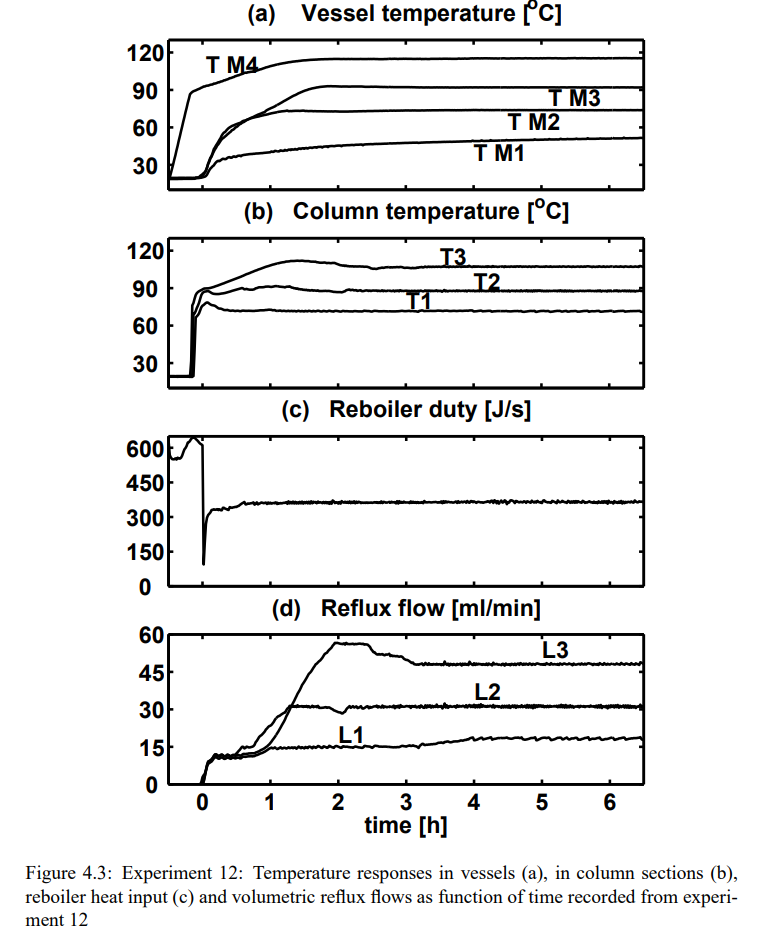 (a) Vessel temperature [°C]
120
90
60
30
T M4
T M3
T M2
T M1
(b) Column temperature [°C]
120
90
60
30
T3
T2
T1
(c) Reboiler duty [J/s]
600
450
300
150
0
(d) Reflux flow [ml/min]
60
45
30
15
0
L3
L2
L1
0 1 2 3 4 5 6
time [h]
Figure 4.3: Experiment 12: Temperature responses in vessels (a), in column sections (b),
reboiler heat input (c) and volumetric reflux flows as function of time recorded from experi-
ment 12